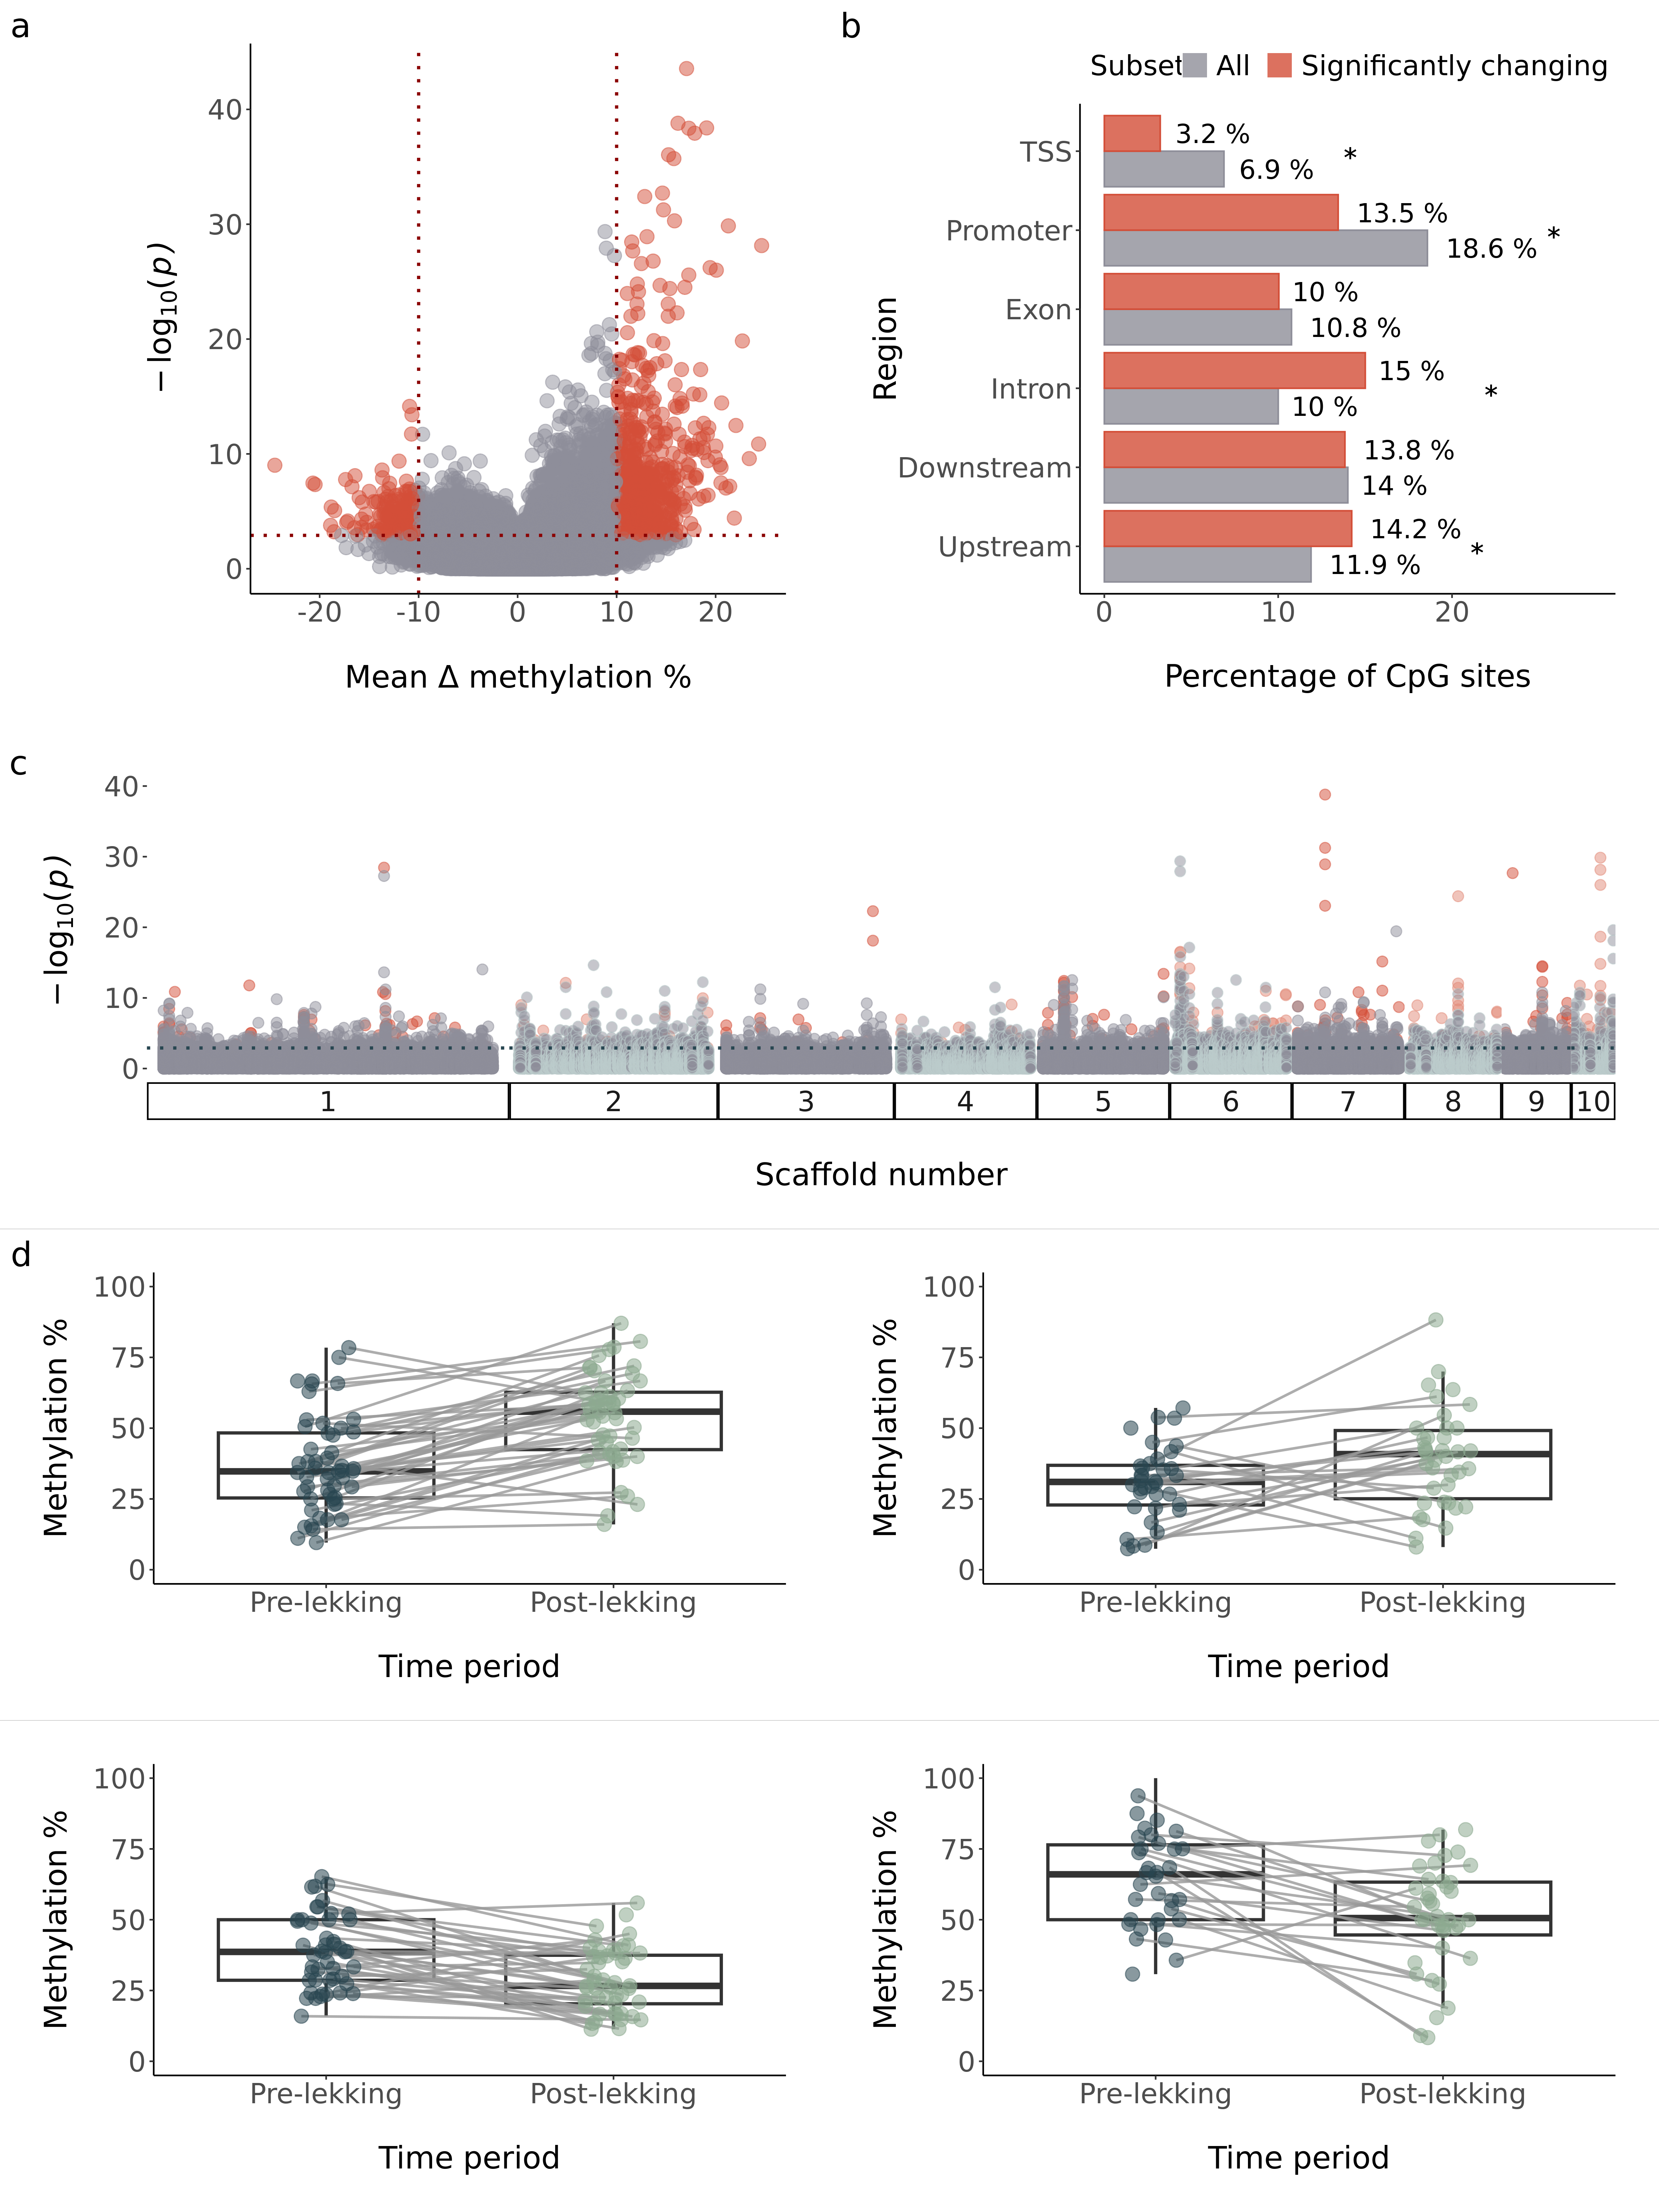 a
40
30
20
10
0
− log10(p)
-20 -10 0 10 20
Mean Δ methylation %
b
Subset All Significantly changing
Region
TSS 3.2 %
6.9 % *
Promoter 13.5 %
18.6 % *
Exon 10 %
10.8 %
Intron 15 %
10 % *
Downstream 13.8 %
14 %
Upstream 14.2 %
11.9 % *
0 10 20
Percentage of CpG sites
c
40
30
20
10
0
− log10(p)
1 2 3 4 5 6 7 8 9 10
Scaffold number
d
100
75
50
25
0
Methylation %
Pre-lekking Post-lekking
Time period
100
75
50
25
0
Methylation %
Pre-lekking Post-lekking
Time period
100
75
50
25
0
Methylation %
Pre-lekking Post-lekking
Time period
100
75
50
25
0
Methylation %
Pre-lekking Post-lekking
Time period